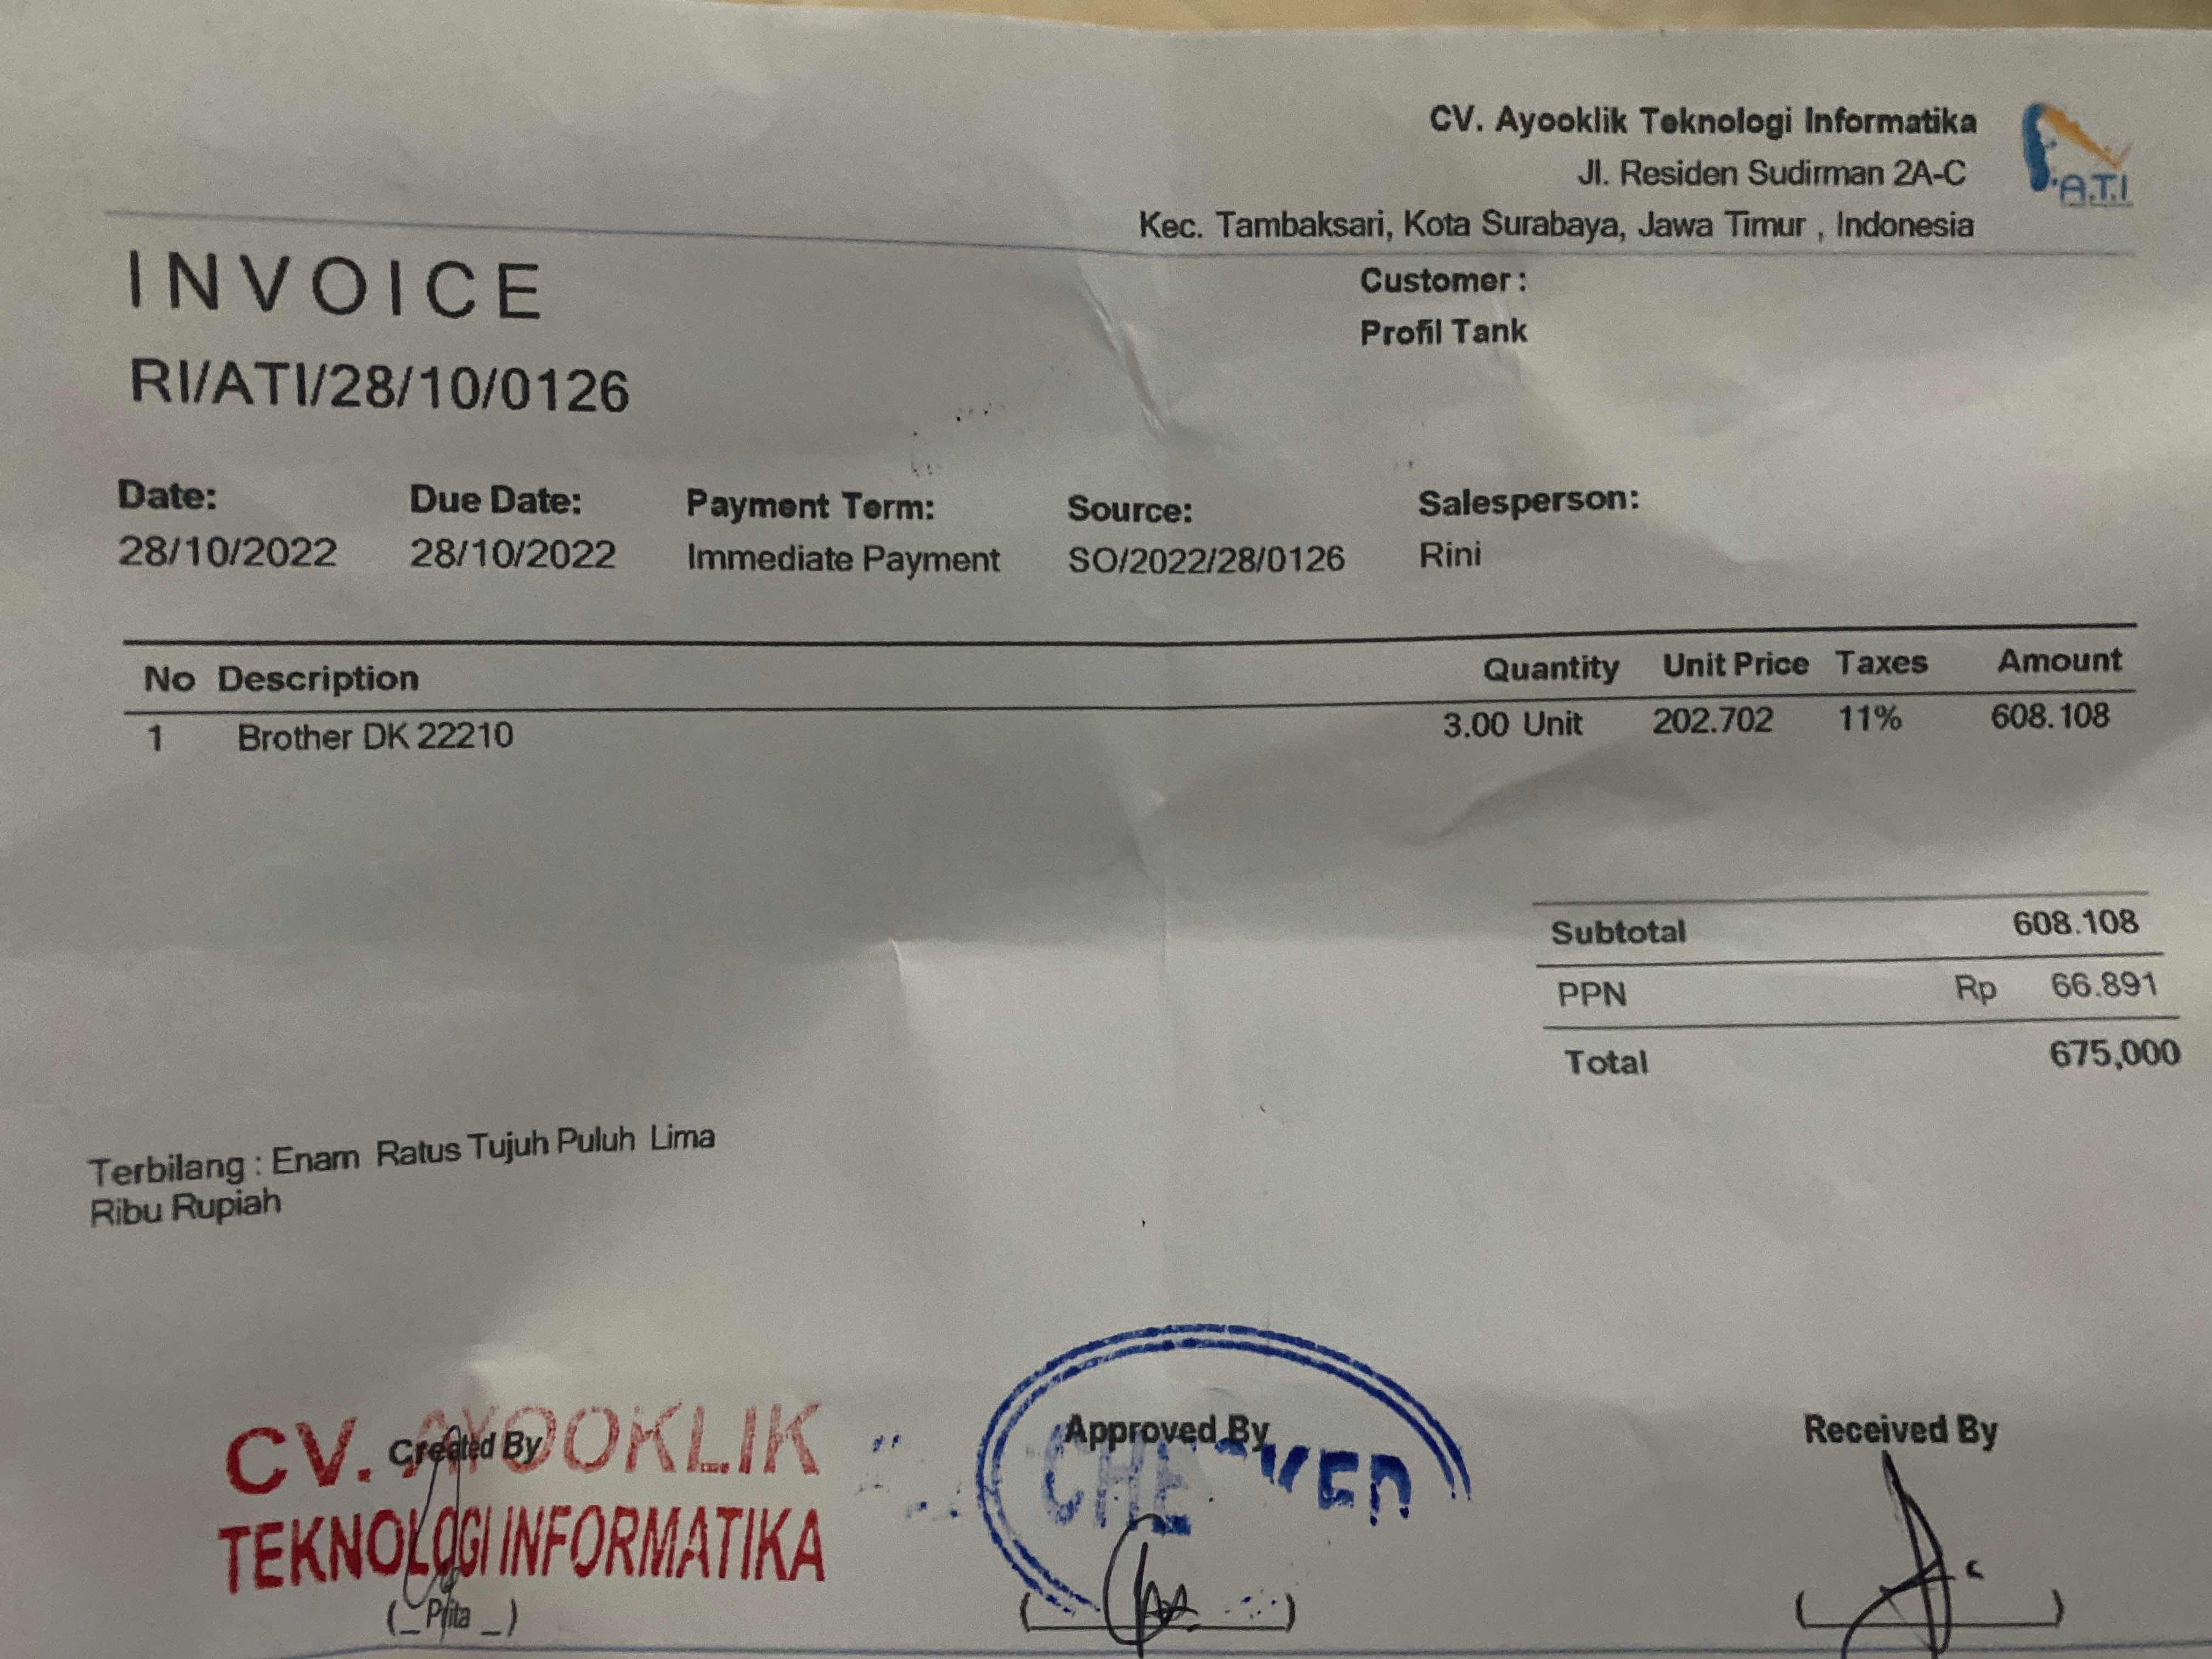 CV. Ayooklik Teknologi Informatika
Jl. Residen Sudirman 2A-C
Kec. Tambaksari, Kota Surabaya, Jawa Timur , Indonesia
A.T.I
INVOICE
RI/ATI/28/10/0126
Customer :
Profil Tank
Date: Due Date: Payment Term: Source: Salesperson:
28/10/2022 28/10/2022 Immediate Payment SO/2022/28/0126 Rini
No Description Quantity Unit Price Taxes Amount
1 Brother DK 22210 3.00 Unit 202.702 11% 608.108
Subtotal 608.108
PPN Rp 66.891
Total 675,000
Terbilang : Enam Ratus Tujuh Puluh Lima
Ribu Rupiah
Created By Approved By Received By
CV. AYOOKLIK
TEKNOLOGI INFORMATIKA